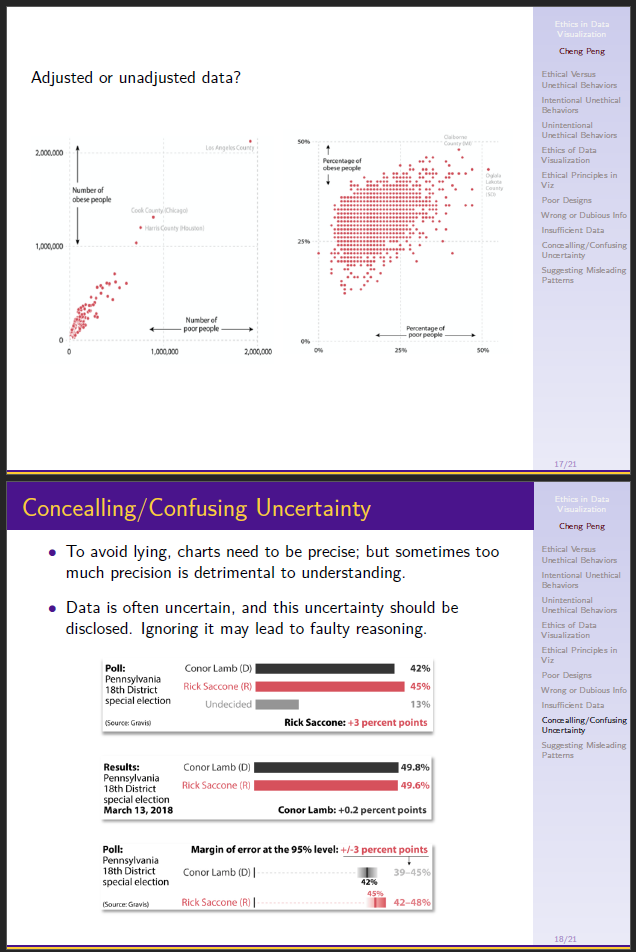 Adjusted or unadjusted data?
2,000,000
Number of
obese people
1,000,000
0
Los Angeles County
Cook County (Chicago)
Harris County (Houston)
Number of
poor people
0
1,000,000
2,000,000
50%
Percentage of
obese people
25%
0%
Claiborne
County (MI)
Oglala
Lakota
County
(SD)
Percentage of
poor people
0%
25%
50%
Ethics in Data
Visualization
Cheng Peng
Ethical Versus
Unethical Behaviors
Intentional Unethical
Behaviors
Unintentional
Unethical Behaviors
Ethics of Data
Visualization
Ethical Principles in
Viz
Poor Designs
Wrong or Dubious Info
Insufficient Data
Concealling/Confusing
Uncertainty
Suggesting Misleading
Patterns
17/21
Concealling/Confusing Uncertainty
• To avoid lying, charts need to be precise; but sometimes too
much precision is detrimental to understanding.
• Data is often uncertain, and this uncertainty should be
disclosed. Ignoring it may lead to faulty reasoning.
Poll:
Pennsylvania
18th District
special election
(Source: Gravis)
Conor Lamb (D) 42%
Rick Saccone (R) 45%
Undecided 13%
Rick Saccone: +3 percent points
Results:
Pennsylvania
18th District
special election
March 13, 2018
Conor Lamb (D) 49.8%
Rick Saccone (R) 49.6%
Conor Lamb: +0.2 percent points
Poll:
Pennsylvania
18th District
special election
(Source: Gravis)
Margin of error at the 95% level: +/-3 percent points
Conor Lamb (D) 39–45%
42%
45%
Rick Saccone (R) 42–48%
Ethics in Data
Visualization
Cheng Peng
Ethical Versus
Unethical Behaviors
Intentional Unethical
Behaviors
Unintentional
Unethical Behaviors
Ethics of Data
Visualization
Ethical Principles in
Viz
Poor Designs
Wrong or Dubious Info
Insufficient Data
Concealling/Confusing
Uncertainty
Suggesting Misleading
Patterns
18/21